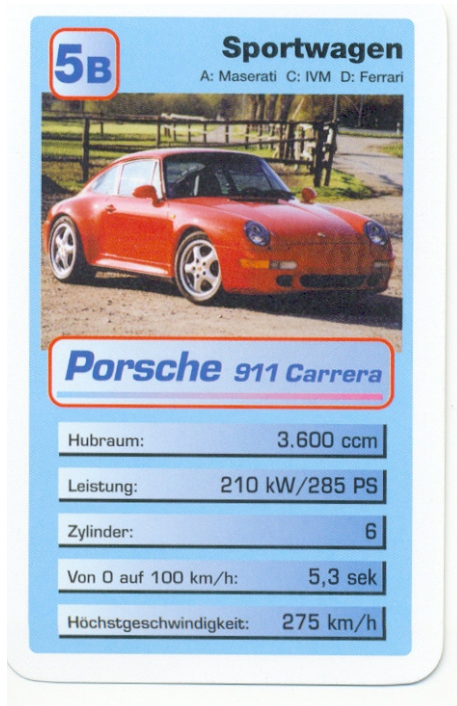 5B
Sportwagen
A: Maserati C: IVM D: Ferrari
Porsche 911 Carrera
Hubraum: 3.600 ccm
Leistung: 210 kW/285 PS
Zylinder: 6
Von 0 auf 100 km/h: 5,3 sek
Höchstgeschwindigkeit: 275 km/h